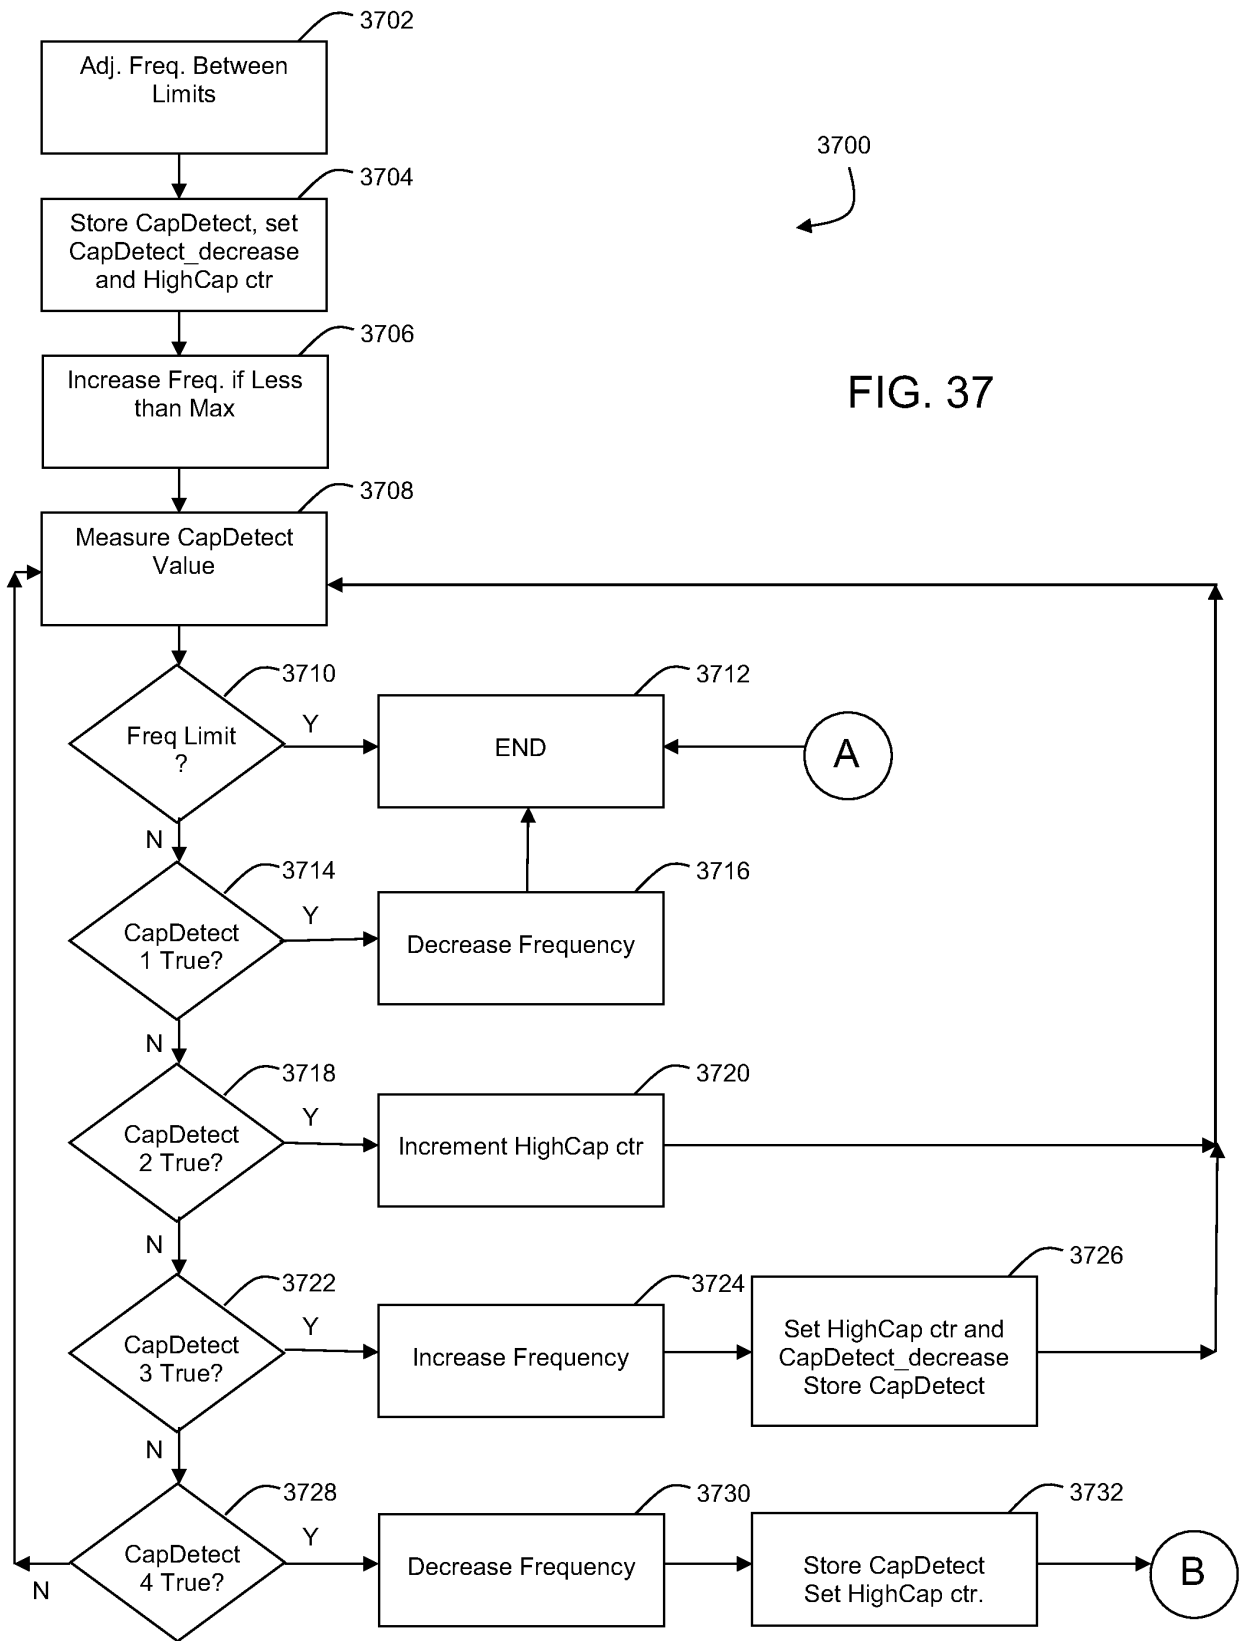 3702
Adj. Freq. Between
Limits
3700
3704
Store CapDetect, set
CapDetect_decrease
and HighCap ctr
3706
Increase Freq. if Less
than Max
FIG. 37
3708
Measure CapDetect
Value
3710
Freq Limit
?
Y
N
3712
END
A
3714
CapDetect
1 True?
Y
N
3716
Decrease Frequency
3718
CapDetect
2 True?
Y
N
3720
Increment HighCap ctr
3722
CapDetect
3 True?
Y
N
3724
Increase Frequency
3726
Set HighCap ctr and
CapDetect_decrease
Store CapDetect
3728
CapDetect
4 True?
Y
N
3730
Decrease Frequency
3732
Store CapDetect
Set HighCap ctr.
B